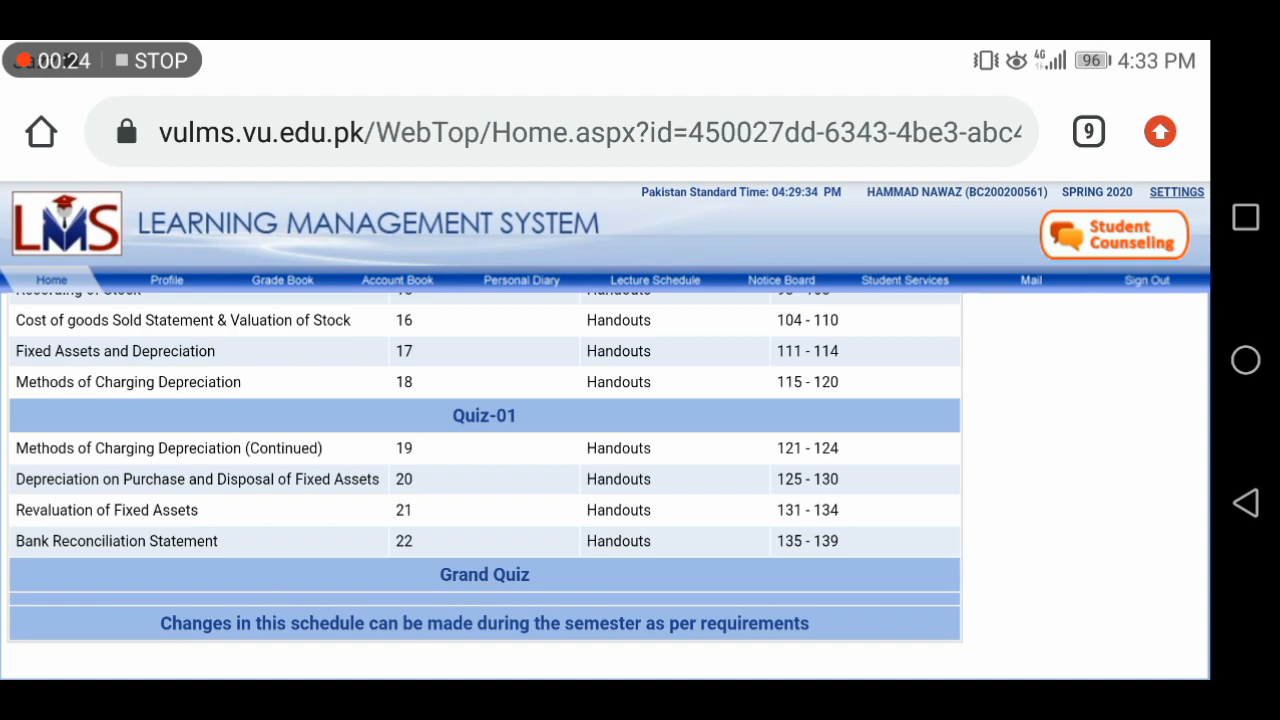 00:24 STOP 4G 96 4:33 PM
vulms.vu.edu.pk/WebTop/Home.aspx?id=450027dd-6343-4be3-abc4 9
Pakistan Standard Time: 04:29:34 PM HAMMAD NAWAZ (BC200200561) SPRING 2020 SETTINGS
LMS LEARNING MANAGEMENT SYSTEM Student
Counseling
Home Profile Grade Book Account Book Personal Diary Lecture Schedule Notice Board Student Services Mail Sign Out
Recording of Stock Handouts
Cost of goods Sold Statement & Valuation of Stock 16 Handouts 104 - 110
Fixed Assets and Depreciation 17 Handouts 111 - 114
Methods of Charging Depreciation 18 Handouts 115 - 120
Quiz-01
Methods of Charging Depreciation (Continued) 19 Handouts 121 - 124
Depreciation on Purchase and Disposal of Fixed Assets 20 Handouts 125 - 130
Revaluation of Fixed Assets 21 Handouts 131 - 134
Bank Reconciliation Statement 22 Handouts 135 - 139
Grand Quiz
Changes in this schedule can be made during the semester as per requirements